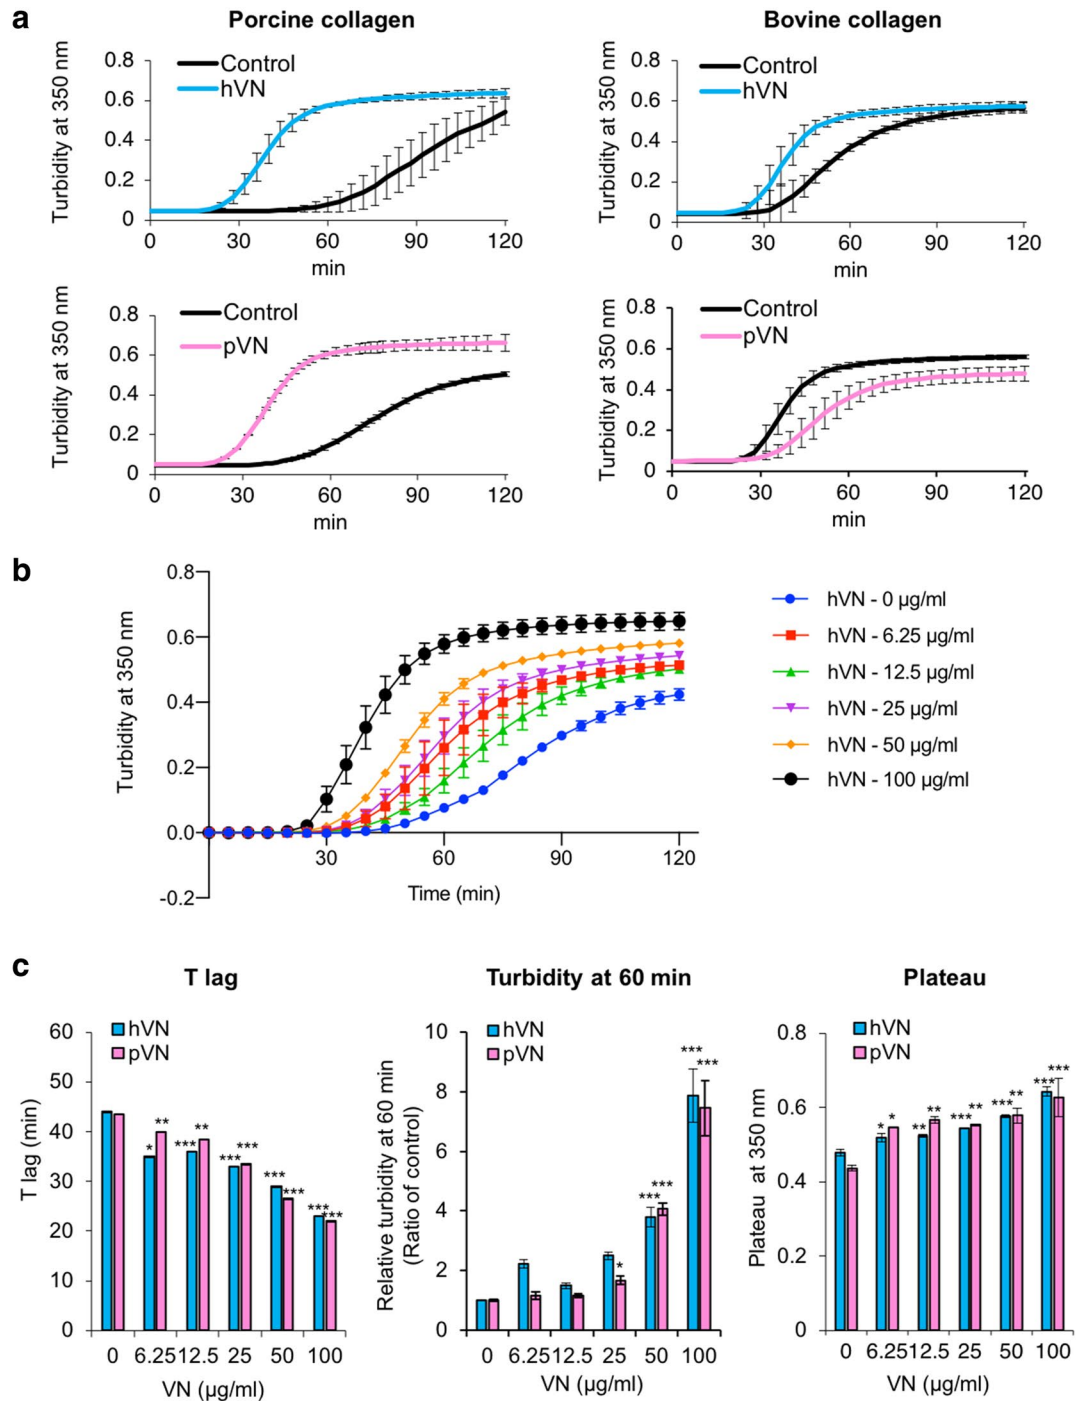 a
Porcine collagen
Bovine collagen
Turbidity at 350 nm
0.8
0.6
0.4
0.2
0
Control
hVN
0 30 60 90 120
min
Turbidity at 350 nm
0.8
0.6
0.4
0.2
0
Control
hVN
0 30 60 90 120
min
Turbidity at 350 nm
0.8
0.6
0.4
0.2
0
Control
pVN
0 30 60 90 120
min
Turbidity at 350 nm
0.8
0.6
0.4
0.2
0
Control
pVN
0 30 60 90 120
min
b
Turbidity at 350 nm
0.8
0.6
0.4
0.2
0.0
-0.2
30 60 90 120
Time (min)
hVN - 0 µg/ml
hVN - 6.25 µg/ml
hVN - 12.5 µg/ml
hVN - 25 µg/ml
hVN - 50 µg/ml
hVN - 100 µg/ml
c
T lag
T lag (min)
60
50
40
30
20
10
0
hVN
pVN
* ** *** ** *** *** *** *** *** ***
0 6.25 12.5 25 50 100
VN (µg/ml)
Turbidity at 60 min
Relative turbidity at 60 min
(Ratio of control)
10
8
6
4
2
0
hVN
pVN
* *** *** *** ***
0 6.25 12.5 25 50 100
VN (µg/ml)
Plateau
Plateau at 350 nm
0.8
0.6
0.4
0.2
0
hVN
pVN
* * ** ** *** ** *** ** *** ***
0 6.25 12.5 25 50 100
VN (µg/ml)